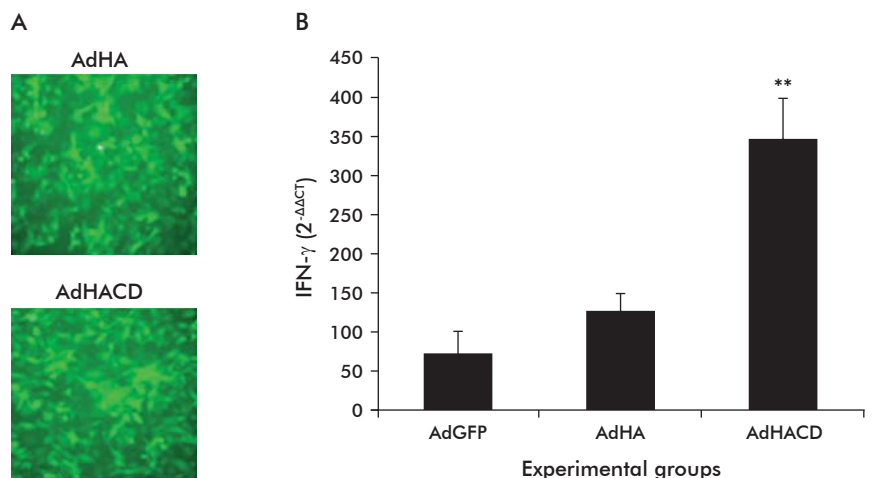 A
AdHA
AdHACD
B
450
400
350
300
250
200
150
100
50
0
IFN-γ (2^-ΔΔCT)
**
AdGFP AdHA AdHACD
Experimental groups